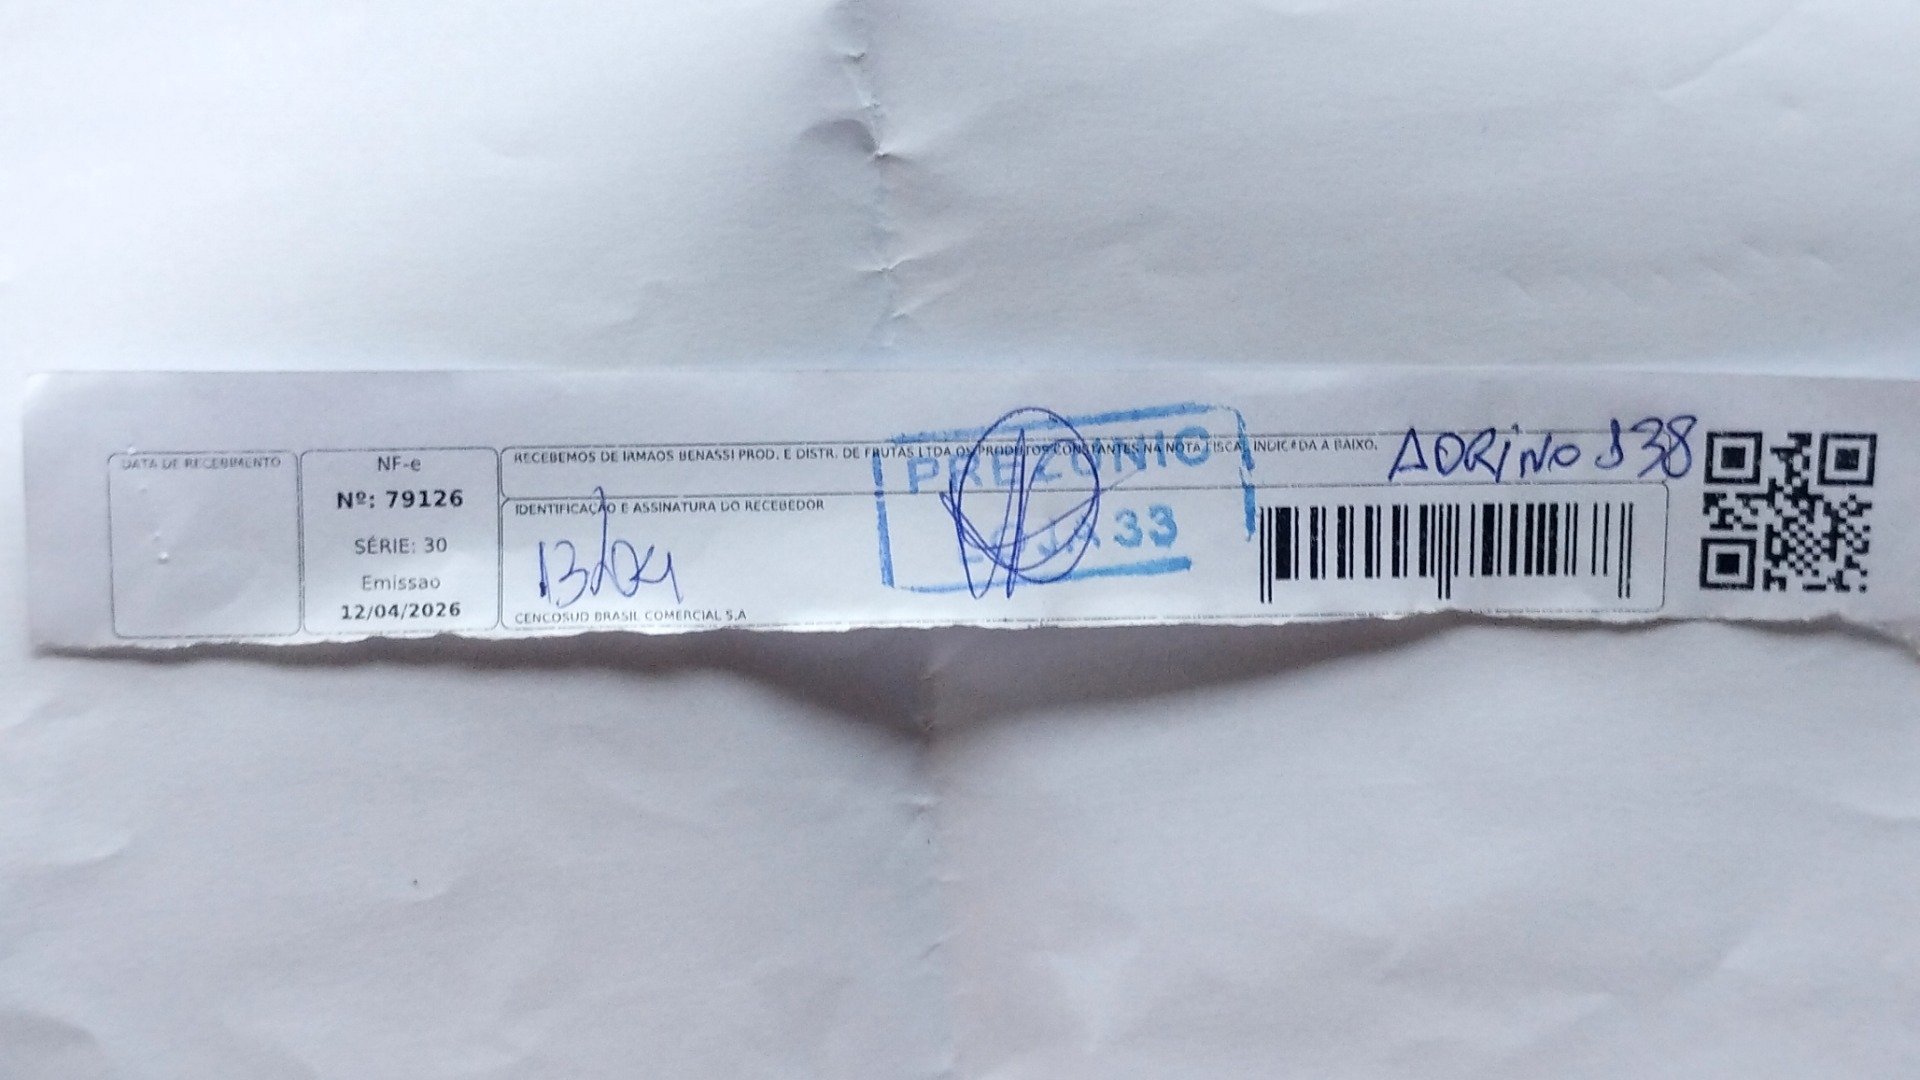 DATA DE RECEBIMENTO
NF-e
Nº: 79126
SÉRIE: 30
Emissao
12/04/2026
RECEBEMOS DE IRMAOS BENASSI PROD. E DISTR. DE FRUTAS LTDA OS PRODUTOS CONSTANTES NA NOTA FISCAL INDICADA A BAIXO.
IDENTIFICAÇÃO E ASSINATURA DO RECEBEDOR
13/04
CENCOSUD BRASIL COMERCIAL S.A
PREZUNIC
LOJA 33
ADRiNO 138